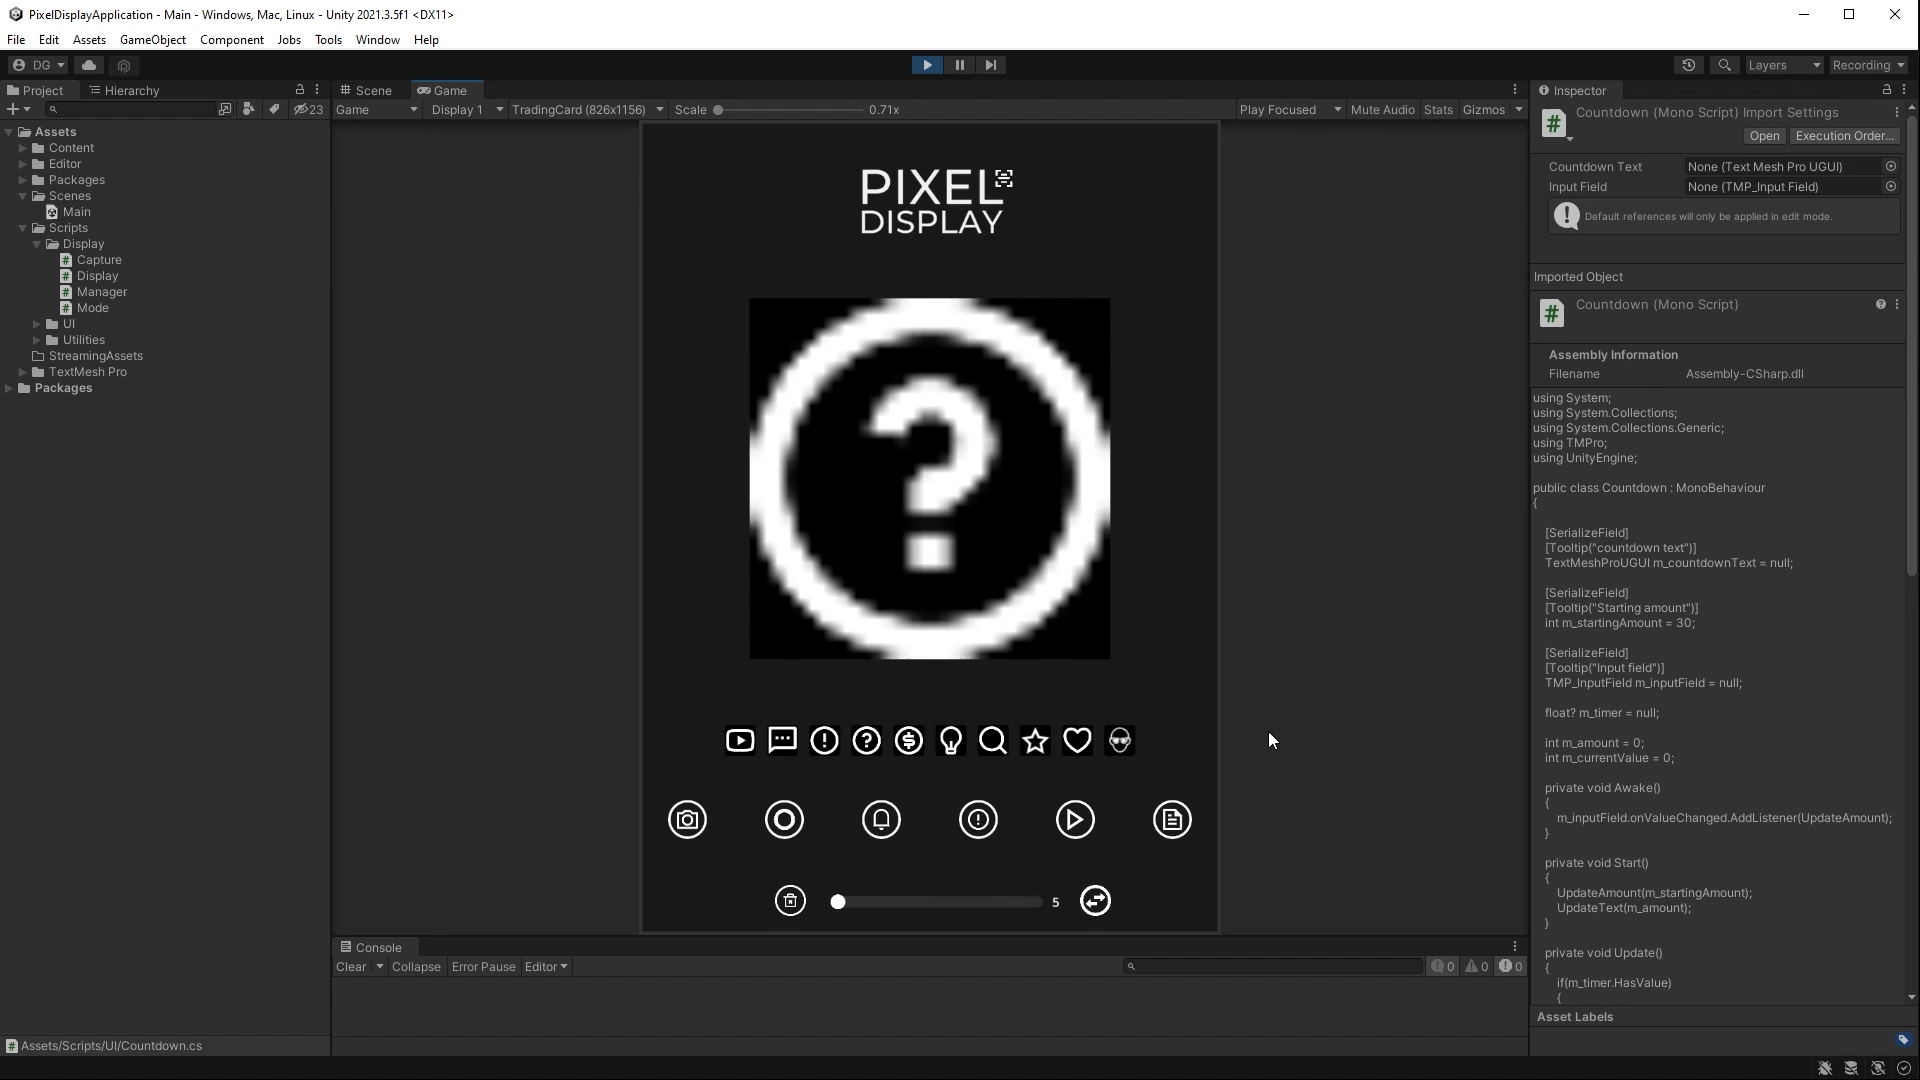 PixelDisplayApplication - Main - Windows, Mac, Linux - Unity 2021.3.5f1 <DX11>
File Edit Assets GameObject Component Jobs Tools Window Help
DG
Layers
Recording
Project
Hierarchy
23
Assets
Content
Editor
Packages
Scenes
Main
Scripts
Display
Capture
Display
Manager
Mode
UI
Utilities
StreamingAssets
TextMesh Pro
Packages
Assets/Scripts/UI/Countdown.cs
Scene
Game
Game
Display 1
TradingCard (826x1156)
Scale
0.71x
Play Focused
Mute Audio
Stats
Gizmos
PIXEL
DISPLAY
?
5
Console
Clear
Collapse
Error Pause
Editor
0
0
0
Inspector
Countdown (Mono Script) Import Settings
Open
Execution Order...
Countdown Text None (Text Mesh Pro UGUI)
Input Field None (TMP_Input Field)
Default references will only be applied in edit mode.
Imported Object
Countdown (Mono Script)
Assembly Information
Filename Assembly-CSharp.dll
using System;
using System.Collections;
using System.Collections.Generic;
using TMPro;
using UnityEngine;
public class Countdown : MonoBehaviour
{
[SerializeField]
[Tooltip("countdown text")]
TextMeshProUGUI m_countdownText = null;
[SerializeField]
[Tooltip("Starting amount")]
int m_startingAmount = 30;
[SerializeField]
[Tooltip("Input field")]
TMP_InputField m_inputField = null;
float? m_timer = null;
int m_amount = 0;
int m_currentValue = 0;
private void Awake()
{
m_inputField.onValueChanged.AddListener(UpdateAmount);
}
private void Start()
{
UpdateAmount(m_startingAmount);
UpdateText(m_amount);
}
private void Update()
{
if(m_timer.HasValue)
{
Asset Labels